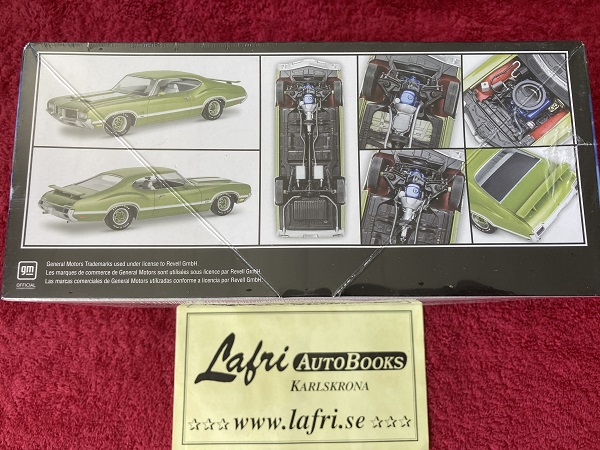 gm
OFFICIAL
General Motors Trademarks used under license to Revell GmbH.
Les marques de commerce de General Motors sont utilisées sous licence par Revell GmbH.
Las marcas comerciales de General Motors utilizadas conforme a licencia por Revell GmbH.
Lafri AUTOBOOKS
KARLSKRONA
www.lafri.se